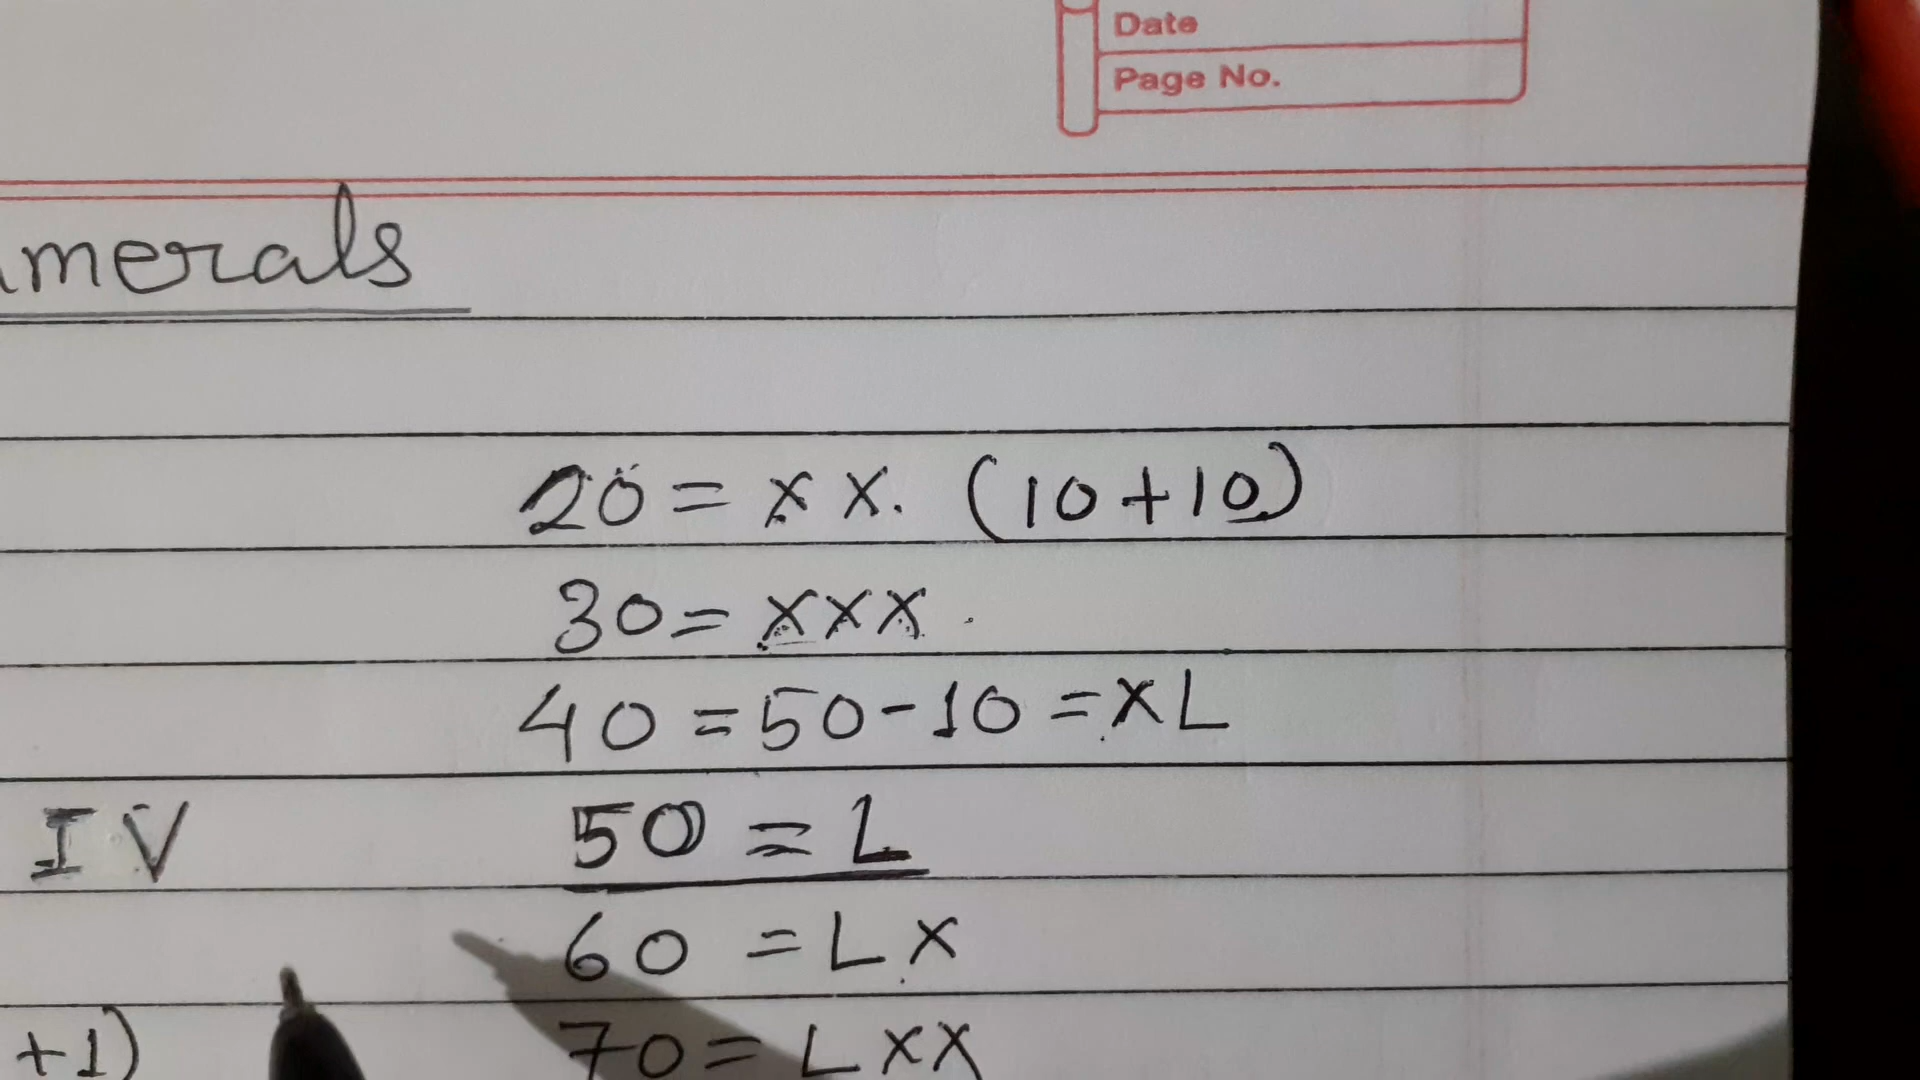 Date
Page No.
merals
20 = XX. (10+10)
30 = XXX.
40 = 50-10 = XL
IV
50 = L
60 = LX
+1)
70 = LXX